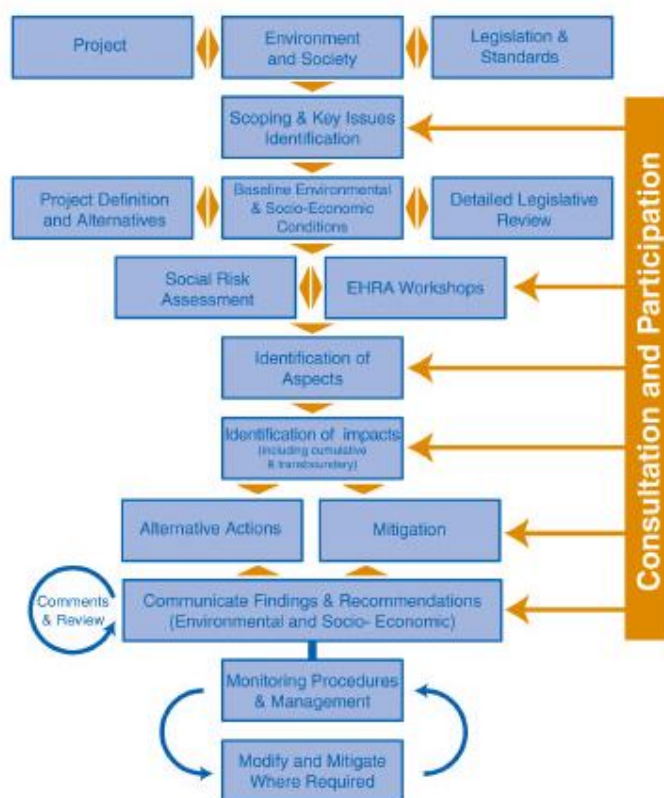 Project
Environment
and Society
Legislation &
Standards
Scoping & Key Issues
Identification
Project Definition
and Alternatives
Baseline Environmental
& Socio-Economic
Conditions
Detailed Legislative
Review
Social Risk
Assessment
EHRA Workshops
Identification of
Aspects
Identification of impacts
(including cumulative
& transboundery)
Alternative Actions
Mitigation
Comments
& Review
Communicate Findings & Recommendations
(Environmental and Socio- Economic)
Monitoring Procedures
& Management
Modify and Mitigate
Where Required
Consultation and Participation